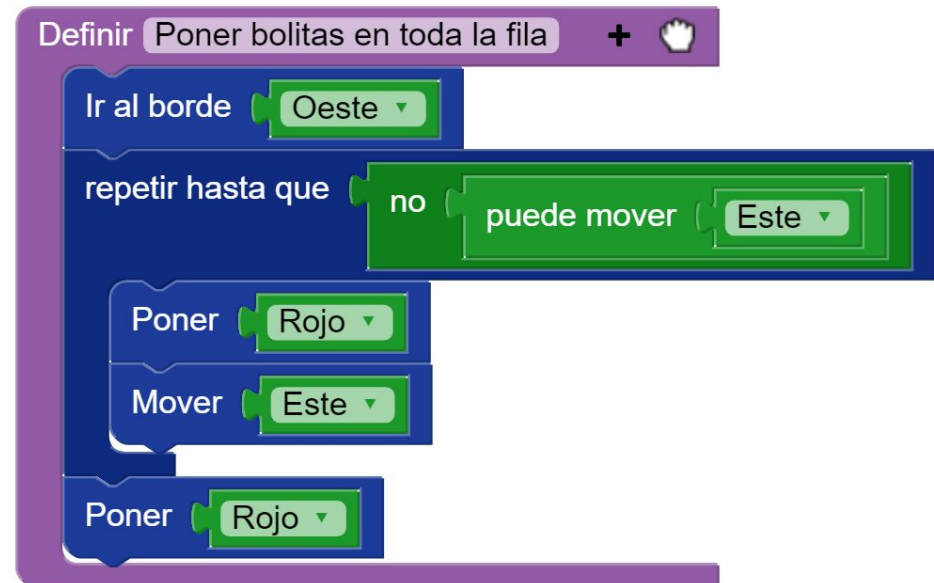 Definir Poner bolitas en toda la fila +
Ir al borde Oeste
repetir hasta que no puede mover Este
Poner Rojo
Mover Este
Poner Rojo